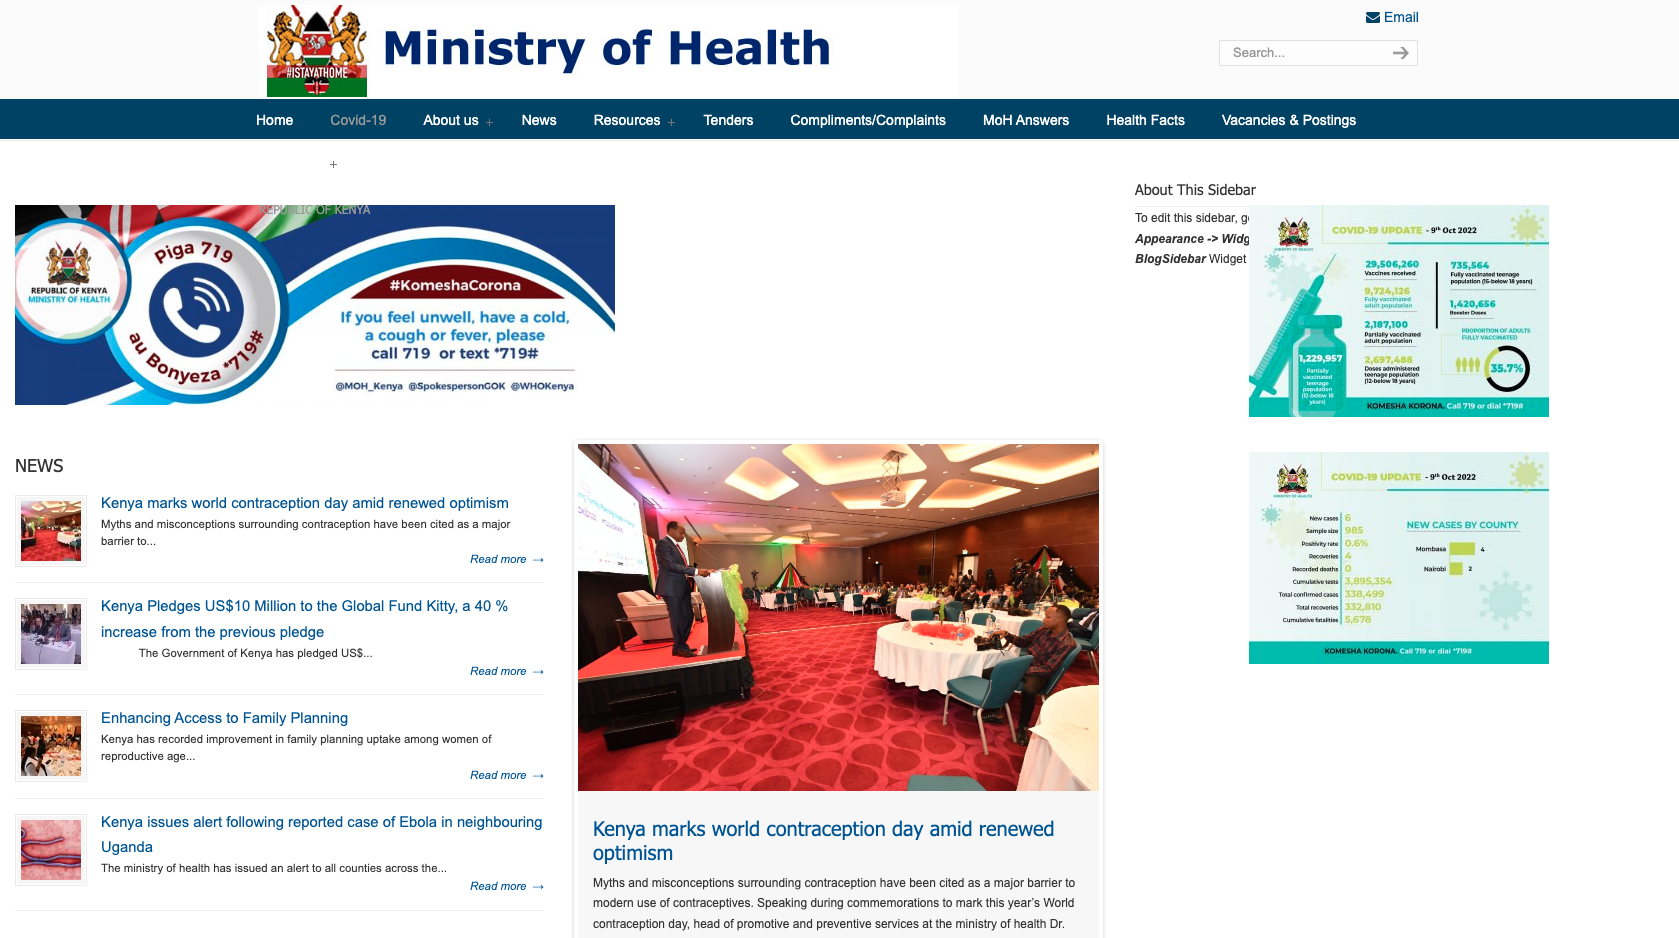 #ISTAYATHOME
Ministry of Health
Email
Search...
Home
Covid-19
About us
News
Resources
Tenders
Compliments/Complaints
MoH Answers
Health Facts
Vacancies & Postings
REPUBLIC OF KENYA
REPUBLIC OF KENYA
MINISTRY OF HEALTH
Piga 719
au Bonyeza *719#
#KomeshaCorona
If you feel unwell, have a cold,
a cough or fever, please
call 719 or text *719#
@MOH_Kenya @SpokespersonGOK @WHOKenya
About This Sidebar
To edit this sidebar, g
Appearance -> Widg
BlogSidebar Widget
MINISTRY OF HEALTH
COVID-19 UPDATE - 9th Oct 2022
29,506,260
Vaccines received
9,724,126
Fully vaccinated
adult population
2,187,100
Partially vaccinated
adult population
2,697,488
Doses administered
teenage population
(12-below 18 years)
735,564
Fully vaccinated teenage
population (15-below 18 years)
1,420,656
Booster Doses
PROPORTION OF ADULTS
FULLY VACCINATED
35.7%
1,229,957
Partially
vaccinated
teenage
population
(12-below 18
years)
KOMESHA KORONA. Call 719 or dial *719#
MINISTRY OF HEALTH
COVID-19 UPDATE - 9th Oct 2022
New cases 6
Sample size 985
Positivity rate 0.6%
Recoveries 4
Recorded deaths 0
Cumulative tests 3,895,354
Total confirmed cases 338,499
Total recoveries 332,810
Cumulative fatalities 5,678
NEW CASES BY COUNTY
Mombasa 4
Nairobi 2
KOMESHA KORONA. Call 719 or dial *719#
NEWS
Kenya marks world contraception day amid renewed optimism
Myths and misconceptions surrounding contraception have been cited as a major
barrier to...
Read more →
Kenya Pledges US$10 Million to the Global Fund Kitty, a 40 %
increase from the previous pledge
The Government of Kenya has pledged US$...
Read more →
Enhancing Access to Family Planning
Kenya has recorded improvement in family planning uptake among women of
reproductive age...
Read more →
Kenya issues alert following reported case of Ebola in neighbouring
Uganda
The ministry of health has issued an alert to all counties across the...
Read more →
Kenya marks world contraception day amid renewed
optimism
Myths and misconceptions surrounding contraception have been cited as a major barrier to
modern use of contraceptives. Speaking during commemorations to mark this year's World
contraception day, head of promotive and preventive services at the ministry of health Dr.